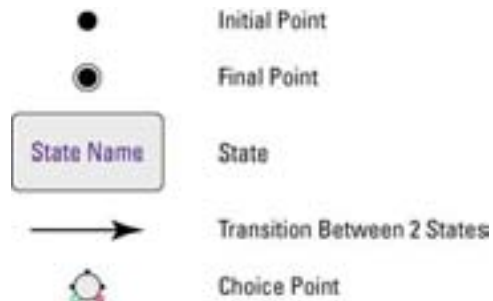 Initial Point
Final Point
State Name
State
Transition Between 2 States
Choice Point